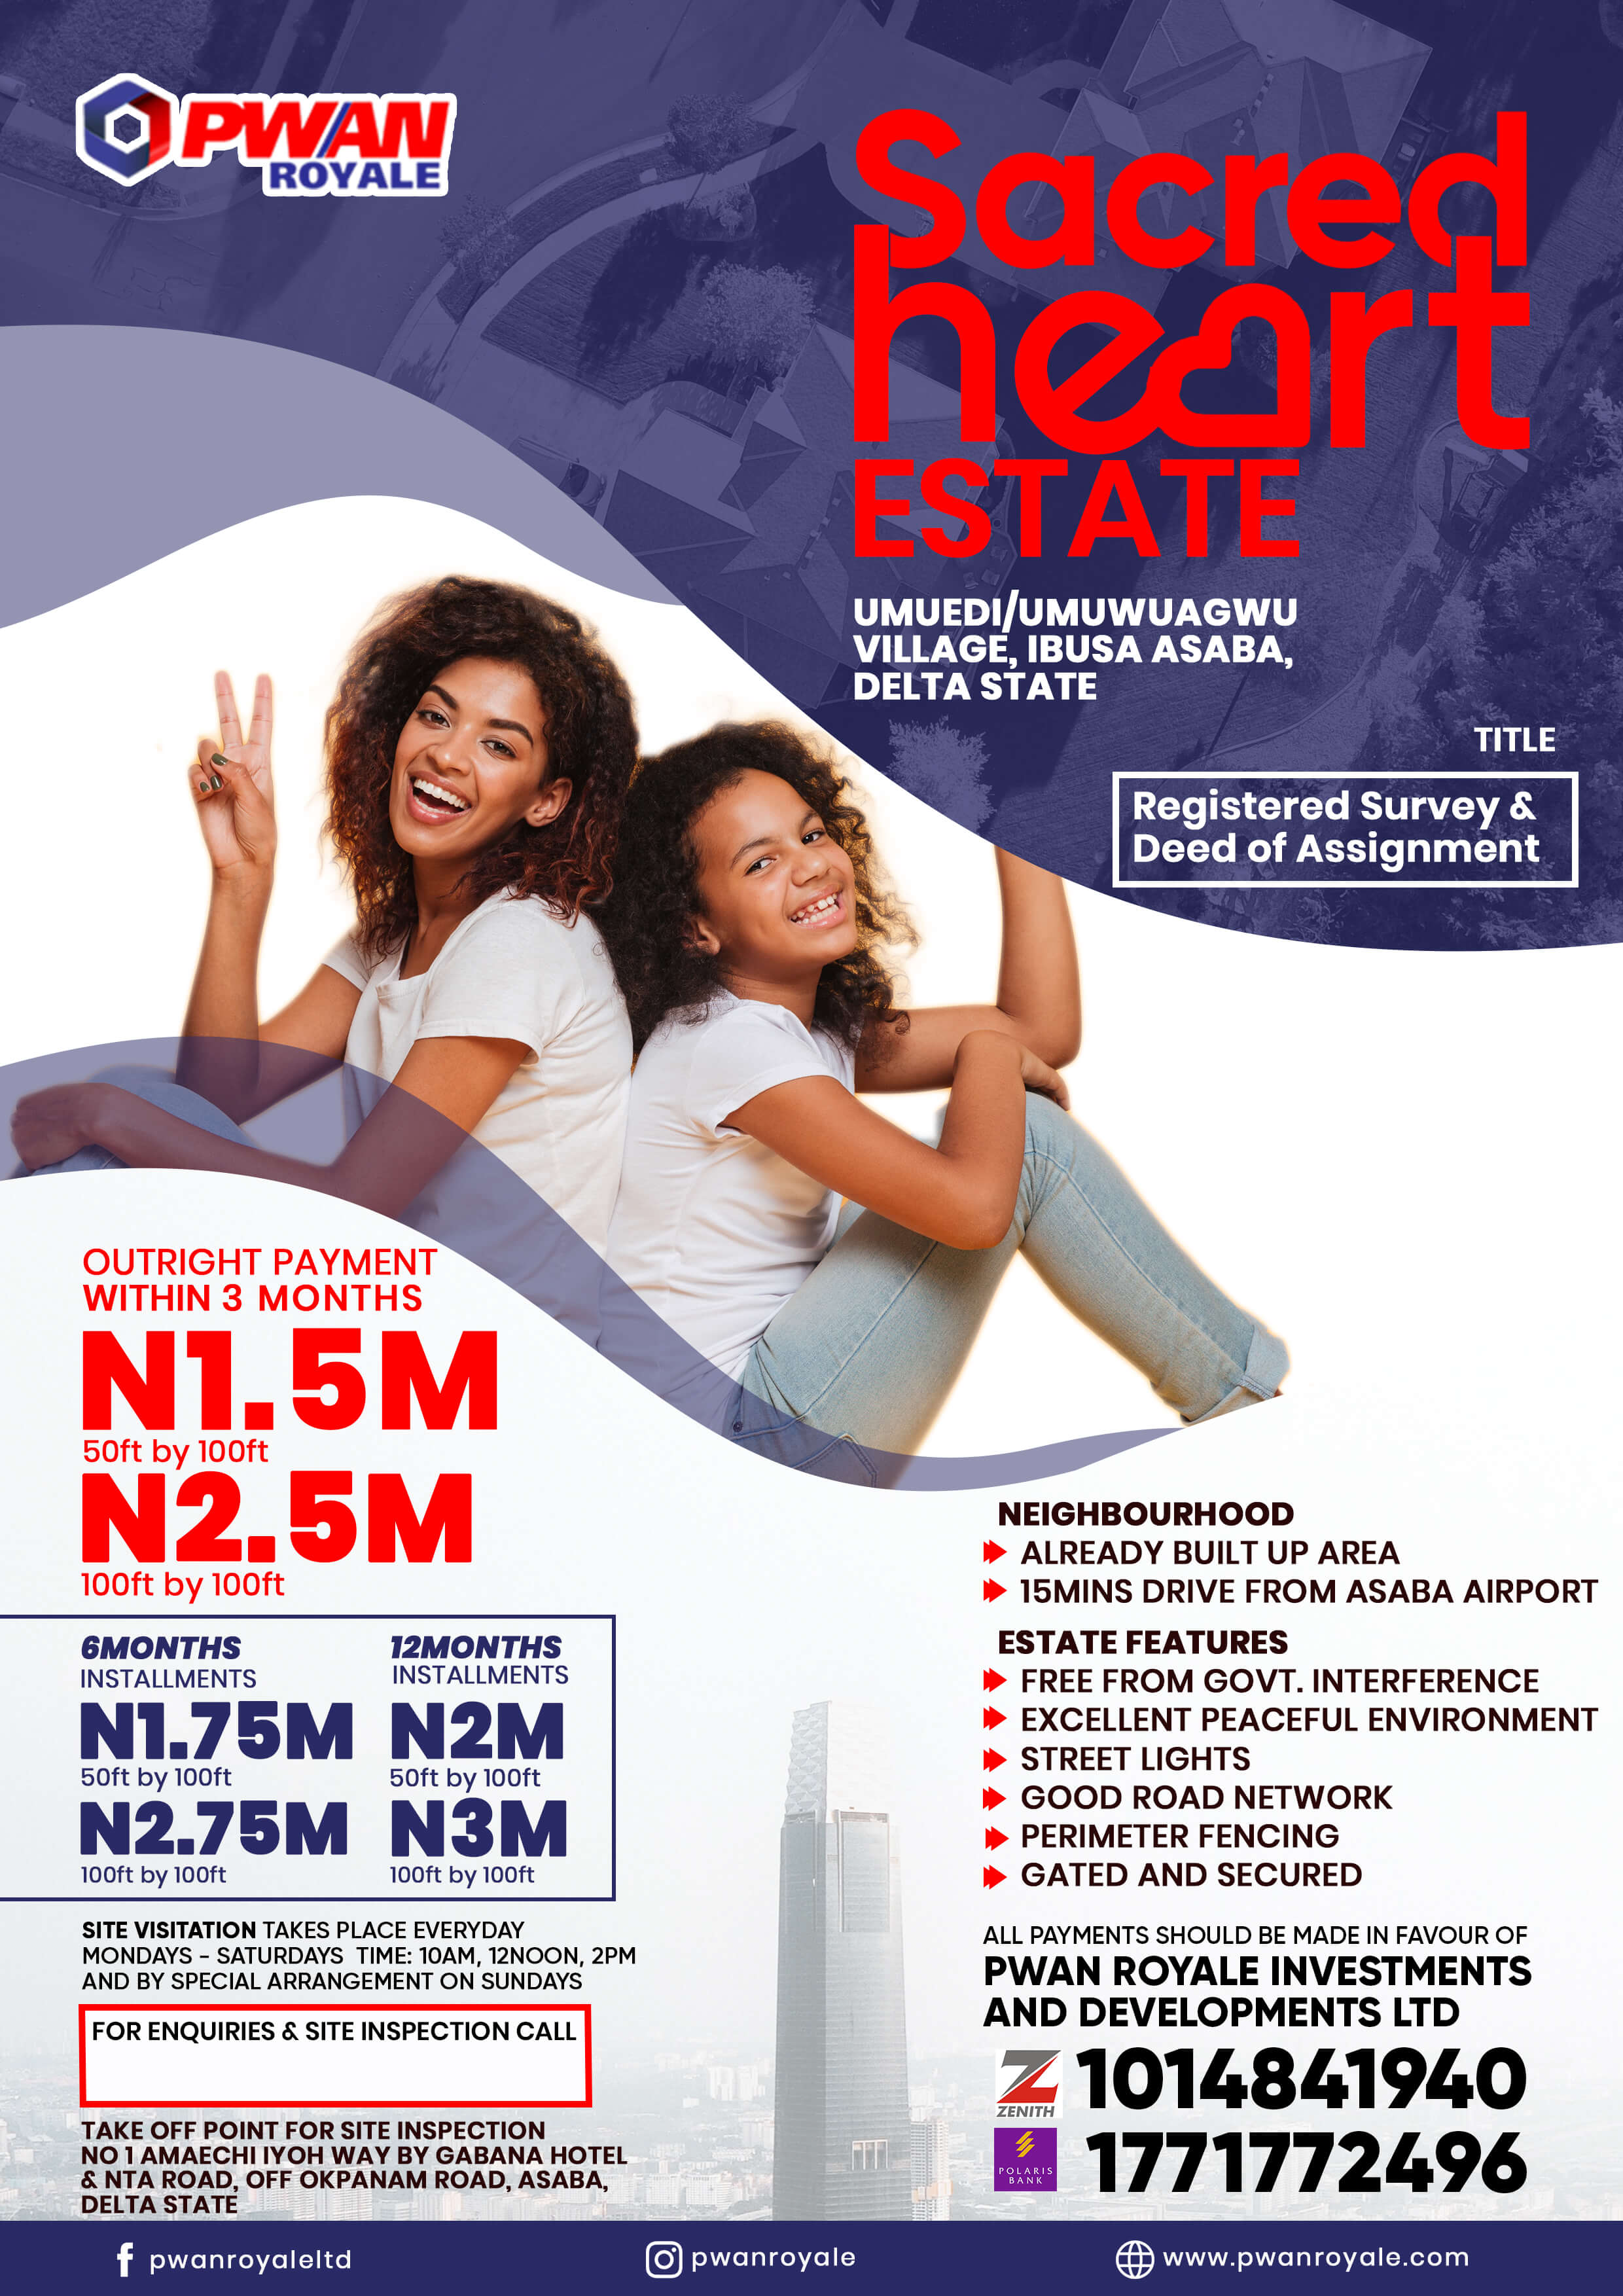 PWAN
ROYALE
Sacred
heart
ESTATE
UMUEDI/UMUWUAGWU
VILLAGE, IBUSA ASABA,
DELTA STATE
TITLE
Registered Survey &
Deed of Assignment
OUTRIGHT PAYMENT
WITHIN 3 MONTHS
N1.5M
50ft by 100ft
N2.5M
100ft by 100ft
6MONTHS
INSTALLMENTS
N1.75M
50ft by 100ft
N2.75M
100ft by 100ft
12MONTHS
INSTALLMENTS
N2M
50ft by 100ft
N3M
100ft by 100ft
SITE VISITATION TAKES PLACE EVERYDAY
MONDAYS - SATURDAYS TIME: 10AM, 12NOON, 2PM
AND BY SPECIAL ARRANGEMENT ON SUNDAYS
FOR ENQUIRIES & SITE INSPECTION CALL
TAKE OFF POINT FOR SITE INSPECTION
NO 1 AMAECHI IYOH WAY BY GABANA HOTEL
& NTA ROAD, OFF OKPANAM ROAD, ASABA,
DELTA STATE
NEIGHBOURHOOD
ALREADY BUILT UP AREA
15MINS DRIVE FROM ASABA AIRPORT
ESTATE FEATURES
FREE FROM GOVT. INTERFERENCE
EXCELLENT PEACEFUL ENVIRONMENT
STREET LIGHTS
GOOD ROAD NETWORK
PERIMETER FENCING
GATED AND SECURED
ALL PAYMENTS SHOULD BE MADE IN FAVOUR OF
PWAN ROYALE INVESTMENTS
AND DEVELOPMENTS LTD
ZENITH
1014841940
POLARIS
BANK
1771772496
pwanroyaleltd
pwanroyale
www.pwanroyale.com